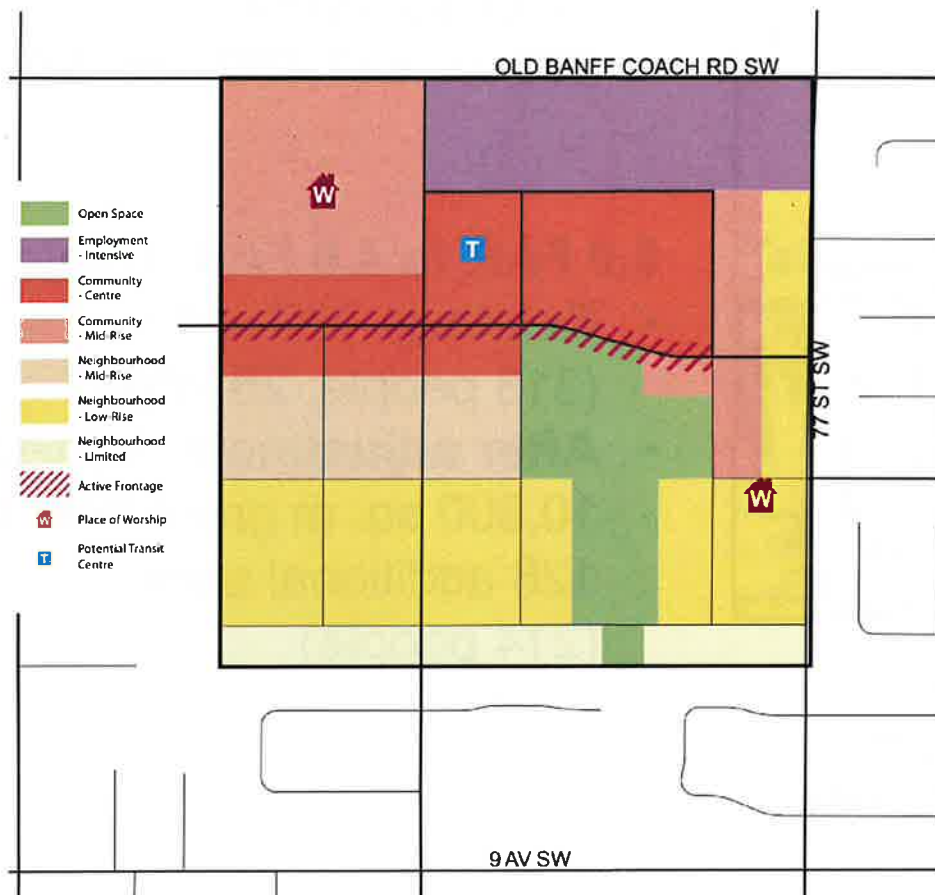 OLD BANFF COACH RD SW
W
T
Open Space
Employment
- Intensive
Community
- Centre
Community
- Mid-Rise
Neighbourhood
- Mid-Rise
Neighbourhood
- Low-Rise
Neighbourhood
- Limited
Active Frontage
W Place of Worship
T Potential Transit
Centre
77 ST SW
W
9 AV SW